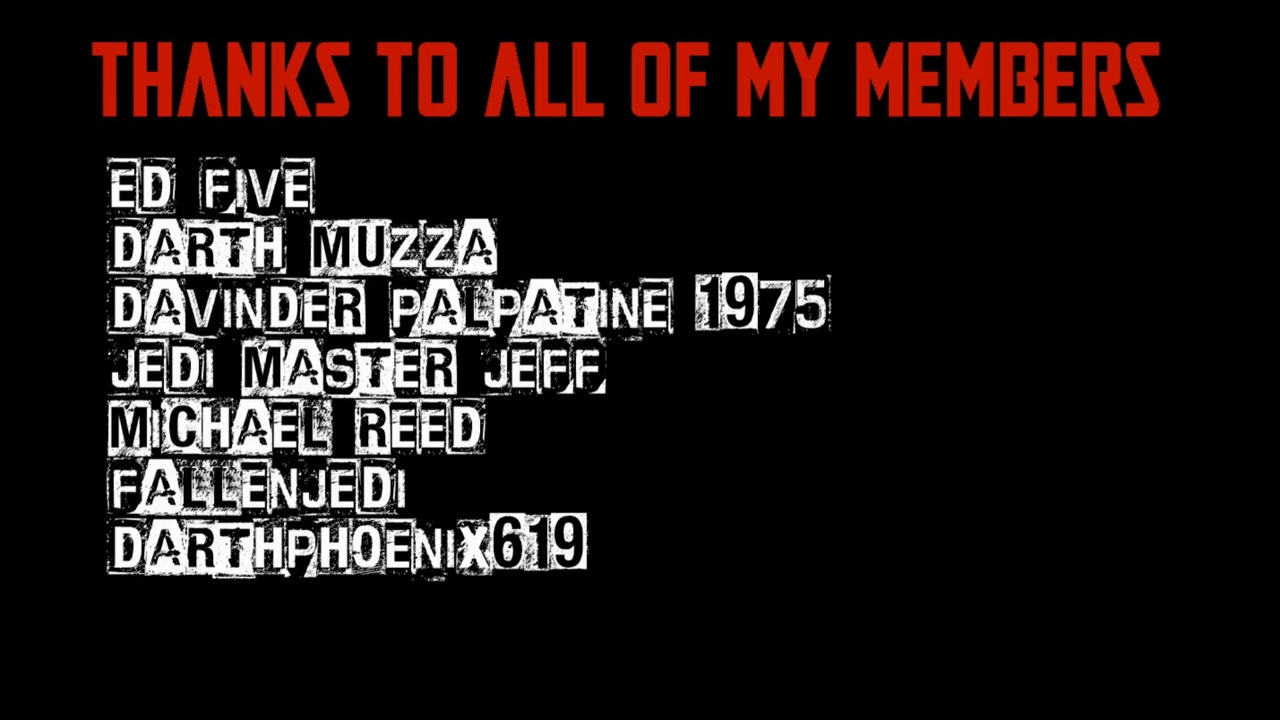 THANKS TO ALL OF MY MEMBERS
ED FIVE
DARTH MUZZA
DAVINDER PALPATINE 1975
JEDI MASTER JEFF
MICHAEL REED
FALLENJEDI
DARTHPHOENIX619